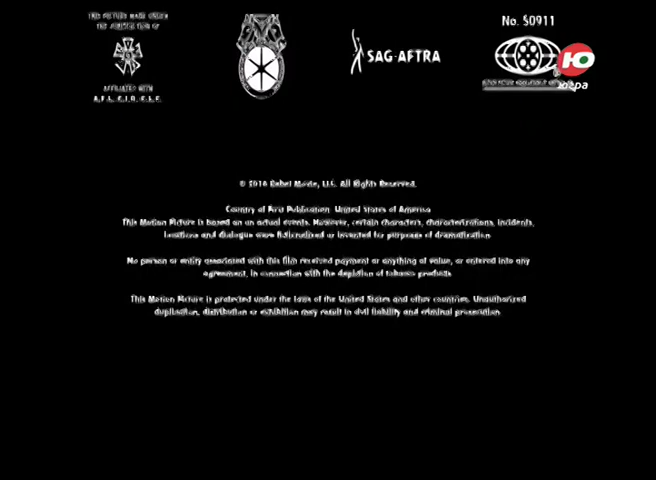 THIS PICTURE MADE UNDER
THE JURISDICTION OF
AFFILIATED WITH
A.F.L. C.I.O. C.L.C.
SAG-AFTRA
No. 50911
Ю
югра
© 2016 Rebel Movie, LLC. All Rights Reserved.
Country of First Publication: United States of America
This Motion Picture is based on an actual events. However, certain characters, characterizations, incidents,
locations and dialogue were fictionalized or invented for purposes of dramatization.
No person or entity associated with this film received payment or anything of value, or entered into any
agreement, in connection with the depiction of tobacco products.
This Motion Picture is protected under the laws of the United States and other countries. Unauthorized
duplication, distribution or exhibition may result in civil liability and criminal prosecution.